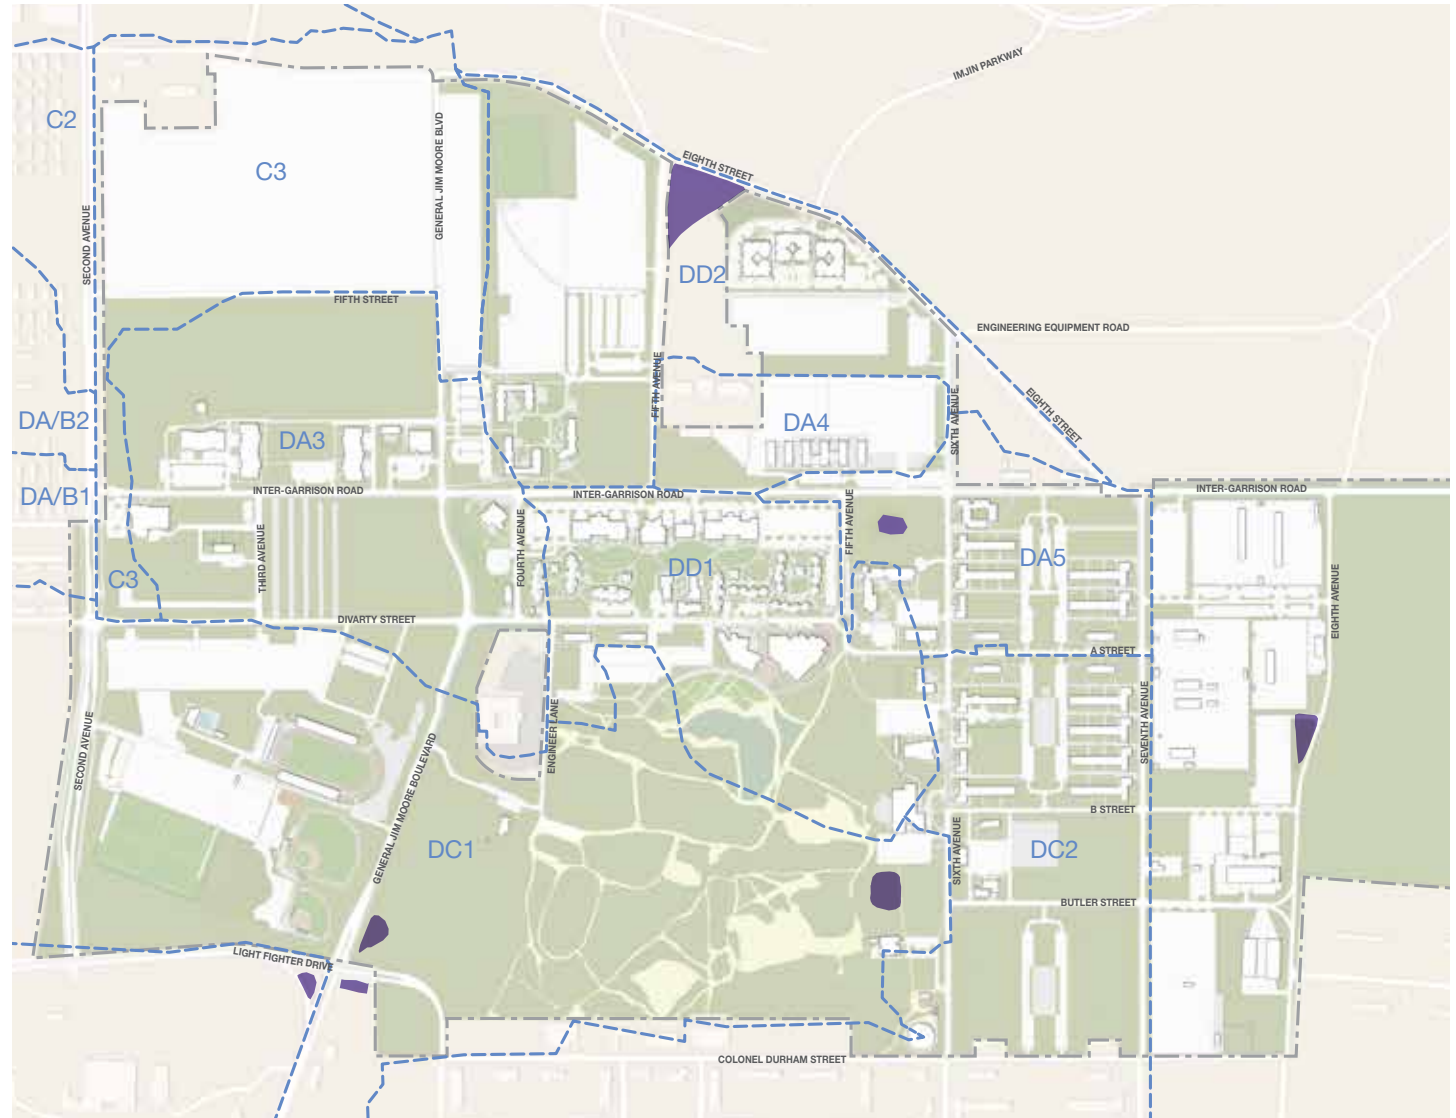 IMJIN PARKWAY
C2
GENERAL JIM MOORE BLVD
EIGHTH STREET
C3
SECOND AVENUE
DD2
FIFTH STREET
ENGINEERING EQUIPMENT ROAD
FIFTH AVENUE
EIGHTH STREET
SIXTH AVENUE
DA/B2
DA3
DA4
INTER-GARRISON ROAD
INTER-GARRISON ROAD
INTER-GARRISON ROAD
DA/B1
FIFTH AVENUE
FOURTH AVENUE
THIRD AVENUE
DA5
DD1
C3
EIGHTH AVENUE
DIVARTY STREET
A STREET
SEVENTH AVENUE
ENGINEER LANE
SECOND AVENUE
GENERAL JIM MOORE BOULEVARD
B STREET
DC1
DC2
SIXTH AVENUE
BUTLER STREET
LIGHT FIGHTER DRIVE
COLONEL DURHAM STREET